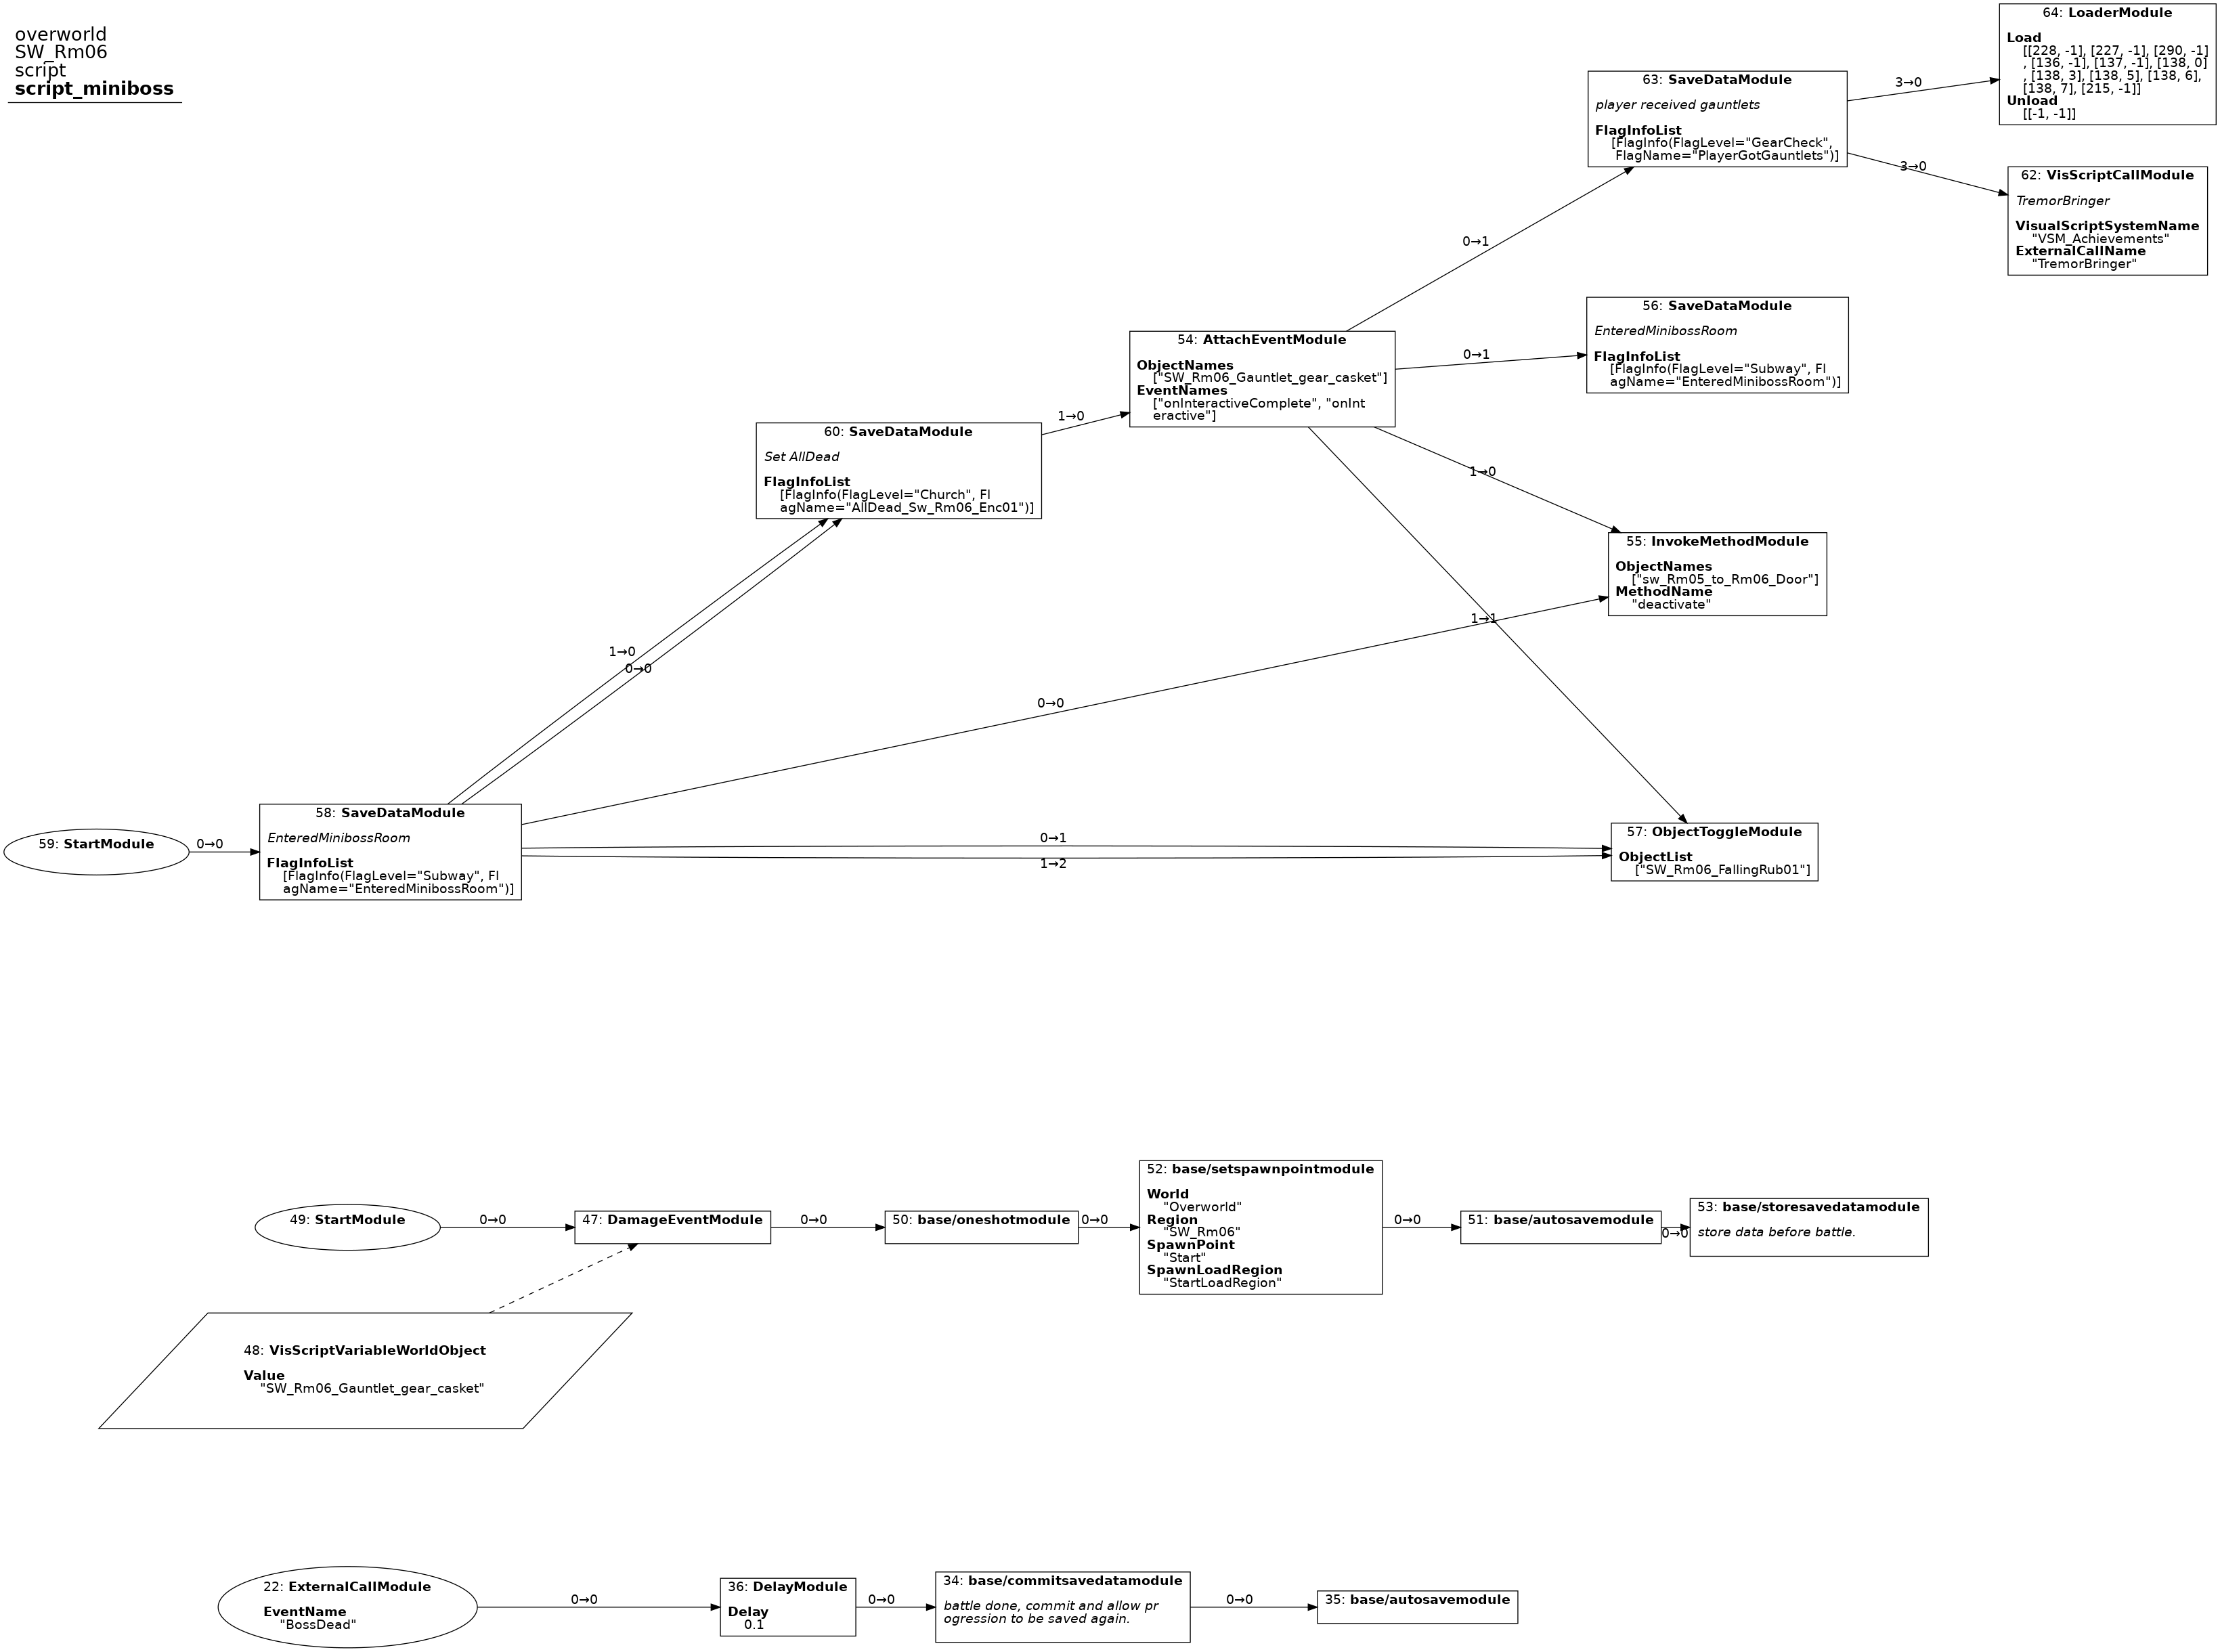 overworld
SW_Rm06
script
script_miniboss
64: LoaderModule
Load
[[228, -1], [227, -1], [290, -1]
, [136, -1], [137, -1], [138, 0]
, [138, 3], [138, 5], [138, 6],
[138, 7], [215, -1]]
Unload
[[-1, -1]]
63: SaveDataModule
player received gauntlets
FlagInfoList
[FlagInfo(FlagLevel="GearCheck",
FlagName="PlayerGotGauntlets")]
3→0
3→0
62: VisScriptCallModule
TremorBringer
VisualScriptSystemName
"VSM_Achievements"
ExternalCallName
"TremorBringer"
0→1
56: SaveDataModule
EnteredMinibossRoom
FlagInfoList
[FlagInfo(FlagLevel="Subway", Fl
agName="EnteredMinibossRoom")]
54: AttachEventModule
ObjectNames
["SW_Rm06_Gauntlet_gear_casket"]
EventNames
["onInteractiveComplete", "onInt
eractive"]
0→1
1→0
60: SaveDataModule
Set AllDead
FlagInfoList
[FlagInfo(FlagLevel="Church", Fl
agName="AllDead_Sw_Rm06_Enc01")]
1→0
55: InvokeMethodModule
ObjectNames
["sw_Rm05_to_Rm06_Door"]
MethodName
"deactivate"
1→1
1→0
0→0
0→0
59: StartModule
0→0
58: SaveDataModule
EnteredMinibossRoom
FlagInfoList
[FlagInfo(FlagLevel="Subway", Fl
agName="EnteredMinibossRoom")]
0→1
1→2
57: ObjectToggleModule
ObjectList
["SW_Rm06_FallingRub01"]
49: StartModule
0→0
47: DamageEventModule
0→0
50: base/oneshotmodule
0→0
52: base/setspawnpointmodule
World
"Overworld"
Region
"SW_Rm06"
SpawnPoint
"Start"
SpawnLoadRegion
"StartLoadRegion"
0→0
51: base/autosavemodule
0→0
53: base/storesavedatamodule
store data before battle.
48: VisScriptVariableWorldObject
Value
"SW_Rm06_Gauntlet_gear_casket"
22: ExternalCallModule
EventName
"BossDead"
0→0
36: DelayModule
Delay
0.1
0→0
34: base/commitsavedatamodule
battle done, commit and allow pr
ogression to be saved again.
0→0
35: base/autosavemodule